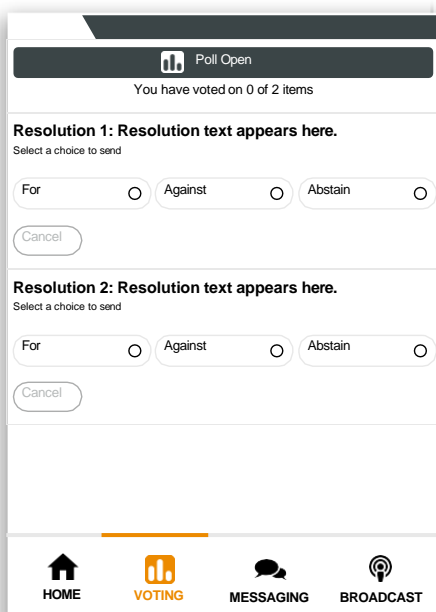 Poll Open
You have voted on 0 of 2 items
Resolution 1: Resolution text appears here.
Select a choice to send
For Against Abstain
Cancel
Resolution 2: Resolution text appears here.
Select a choice to send
For Against Abstain
Cancel
HOME VOTING MESSAGING BROADCAST